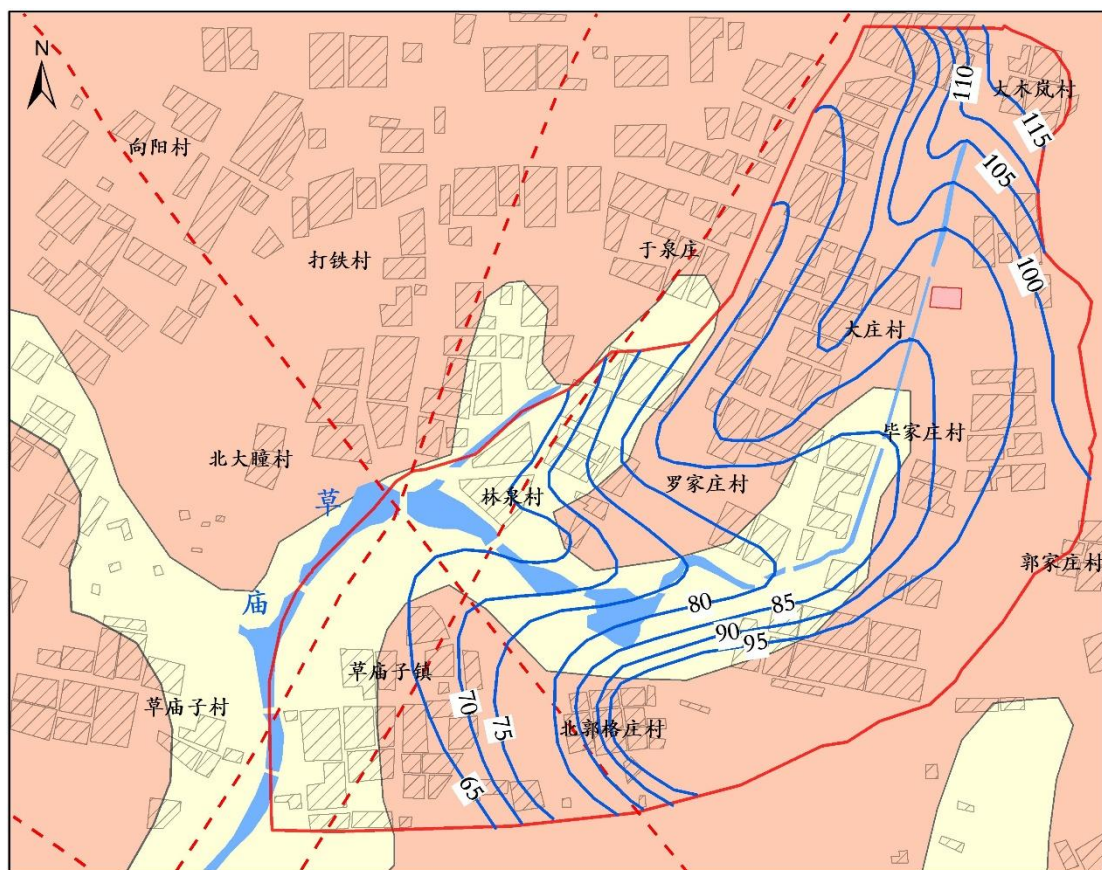 N
110
大木岚村
115
向阳村
105
于泉庄
打铁村
100
大庄村
毕家庄村
北大瞳村
罗家庄村
林泉村
草
郭家庄村
庙
80
85
90
95
草庙子镇
草庙子村
70
75
北郭格庄村
65